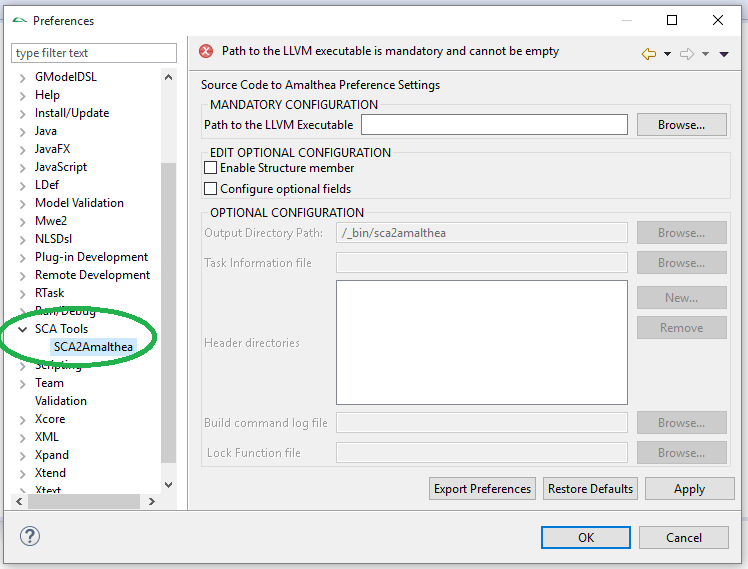 Preferences
type filter text
GModelDSL
Help
Install/Update
Java
JavaFX
JavaScript
LDef
Model Validation
Mwe2
NLSDsl
Plug-in Development
Remote Development
RTask
Run/Debug
SCA Tools
SCA2Amalthea
Scripting
Team
Validation
Xcore
XML
Xpand
Xtend
Xtext
Path to the LLVM executable is mandatory and cannot be empty
Source Code to Amalthea Preference Settings
MANDATORY CONFIGURATION
Path to the LLVM Executable Browse...
EDIT OPTIONAL CONFIGURATION
Enable Structure member
Configure optional fields
OPTIONAL CONFIGURATION
Output Directory Path: /_bin/sca2amalthea Browse...
Task Information file Browse...
New...
Remove
Header directories
Build command log file Browse...
Lock Function file Browse...
Export Preferences Restore Defaults Apply
? OK Cancel